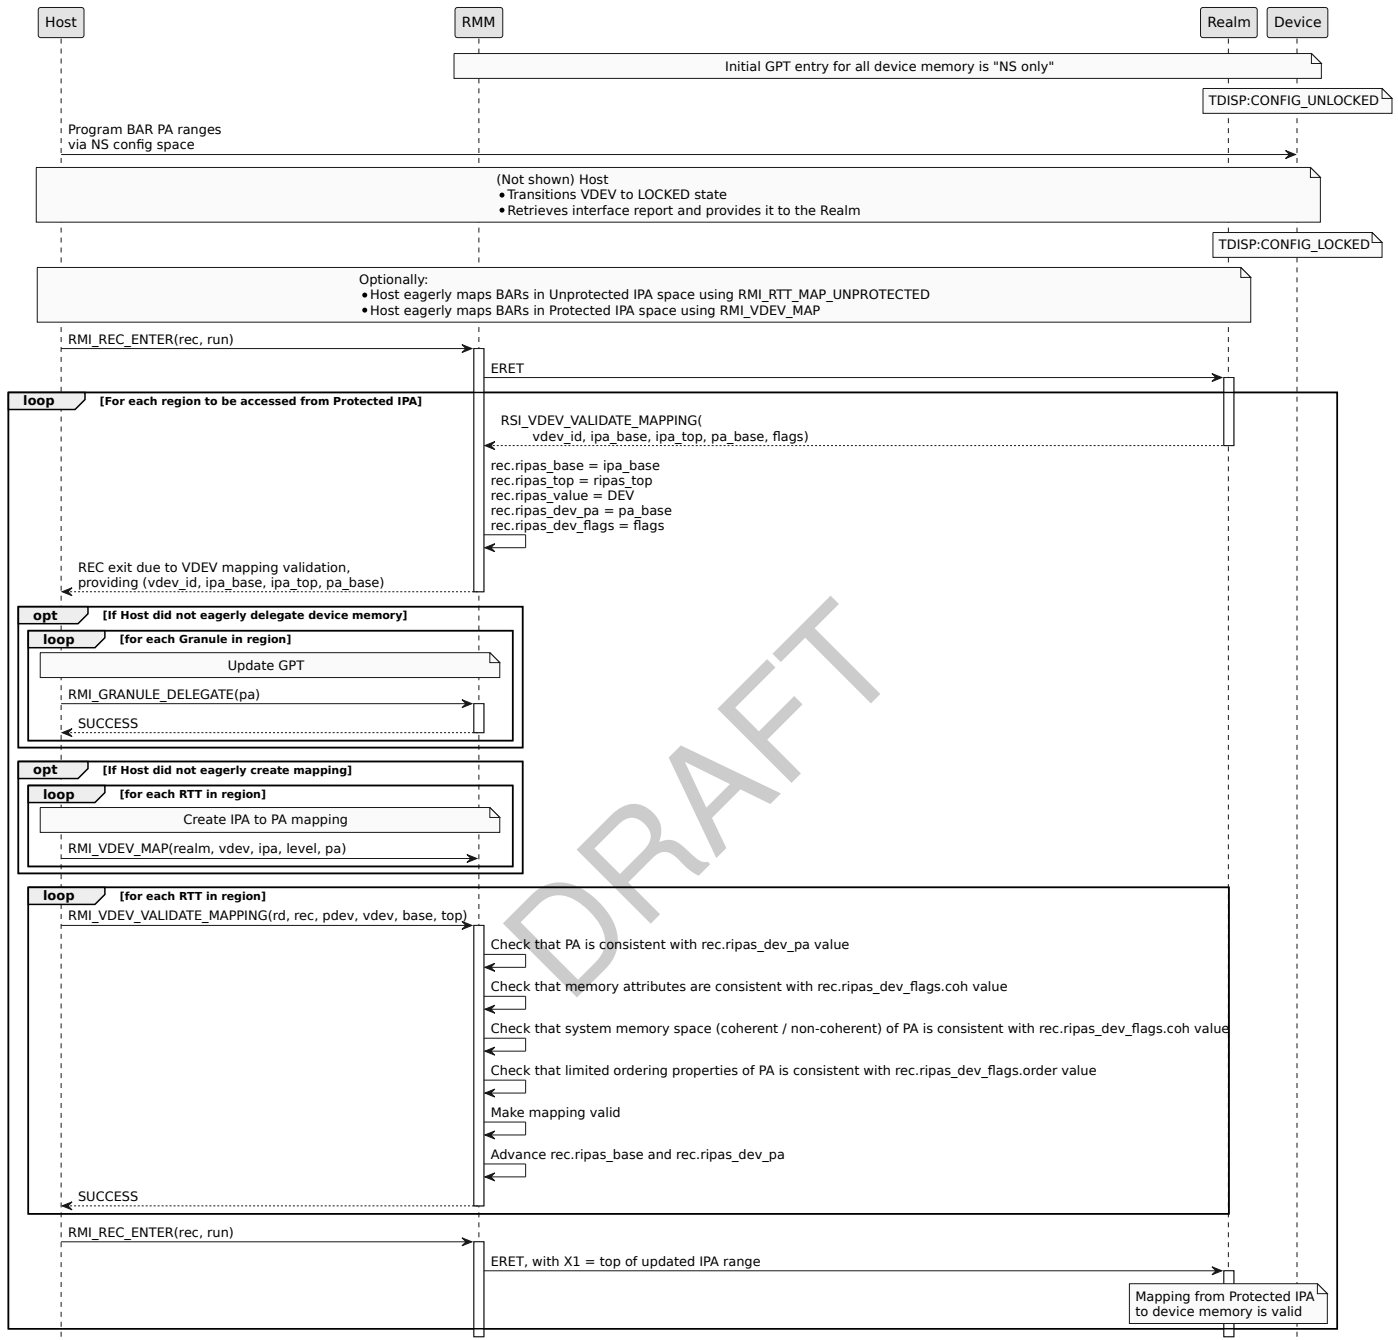 Host
RMM
Realm
Device
Initial GPT entry for all device memory is "NS only"
TDISP:CONFIG_UNLOCKED
Program BAR PA ranges
via NS config space
(Not shown) Host
•Transitions VDEV to LOCKED state
•Retrieves interface report and provides it to the Realm
TDISP:CONFIG_LOCKED
Optionally:
•Host eagerly maps BARs in Unprotected IPA space using RMI_RTT_MAP_UNPROTECTED
•Host eagerly maps BARs in Protected IPA space using RMI_VDEV_MAP
RMI_REC_ENTER(rec, run)
ERET
loop
[For each region to be accessed from Protected IPA]
RSI_VDEV_VALIDATE_MAPPING(
vdev_id, ipa_base, ipa_top, pa_base, flags)
rec.ripas_base = ipa_base
rec.ripas_top = ripas_top
rec.ripas_value = DEV
rec.ripas_dev_pa = pa_base
rec.ripas_dev_flags = flags
REC exit due to VDEV mapping validation,
providing (vdev_id, ipa_base, ipa_top, pa_base)
opt
[If Host did not eagerly delegate device memory]
loop
[for each Granule in region]
Update GPT
RMI_GRANULE_DELEGATE(pa)
SUCCESS
opt
[If Host did not eagerly create mapping]
loop
[for each RTT in region]
Create IPA to PA mapping
RMI_VDEV_MAP(realm, vdev, ipa, level, pa)
loop
[for each RTT in region]
RMI_VDEV_VALIDATE_MAPPING(rd, rec, pdev, vdev, base, top)
Check that PA is consistent with rec.ripas_dev_pa value
Check that memory attributes are consistent with rec.ripas_dev_flags.coh value
Check that system memory space (coherent / non-coherent) of PA is consistent with rec.ripas_dev_flags.coh value
Check that limited ordering properties of PA is consistent with rec.ripas_dev_flags.order value
Make mapping valid
Advance rec.ripas_base and rec.ripas_dev_pa
SUCCESS
RMI_REC_ENTER(rec, run)
ERET, with X1 = top of updated IPA range
Mapping from Protected IPA
to device memory is valid
DRAFT